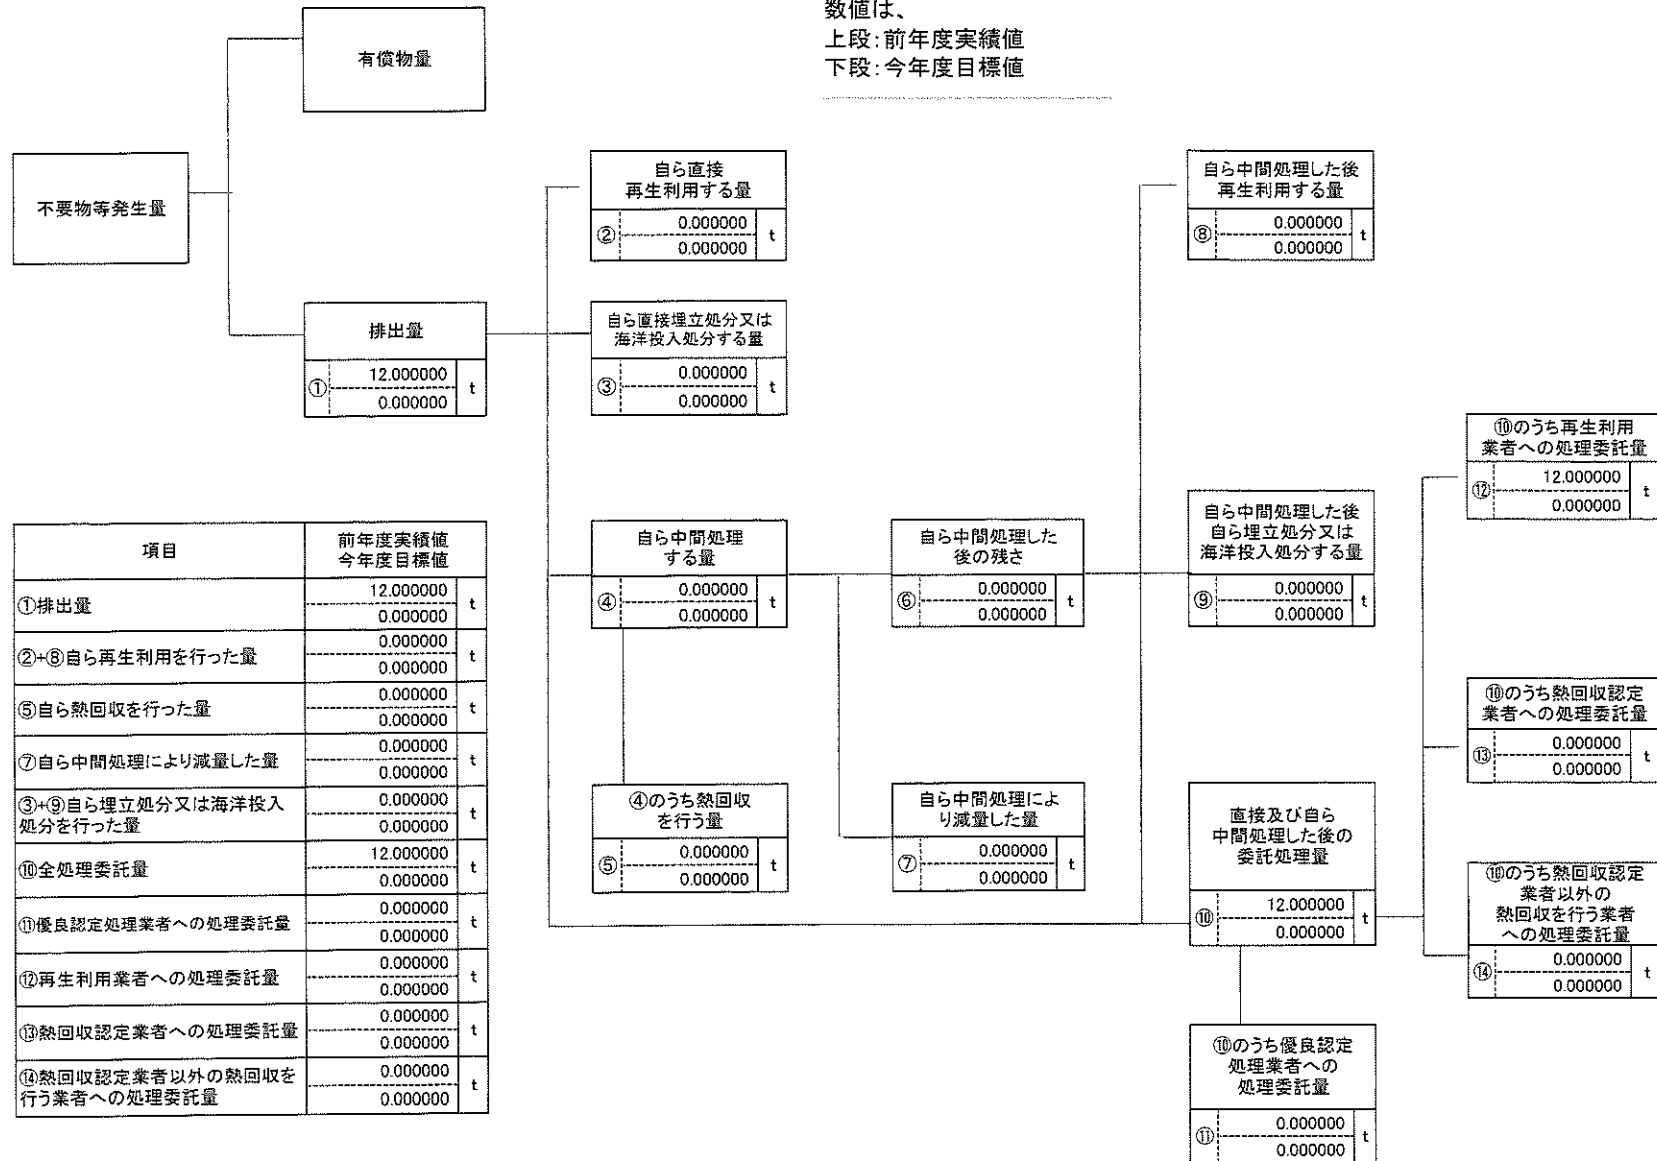 数値は、
上段:前年度実績値
下段:今年度目標値
有償物量
不要物等発生量
排出量
①
12.000000
0.000000
t
自ら直接
再生利用する量
②
0.000000
0.000000
t
自ら直接埋立処分又は
海洋投入処分する量
③
0.000000
0.000000
t
自ら中間処理
する量
④
0.000000
0.000000
t
④のうち熱回収
を行う量
⑤
0.000000
0.000000
t
自ら中間処理した
後の残さ
⑥
0.000000
0.000000
t
自ら中間処理によ
り減量した量
⑦
0.000000
0.000000
t
自ら中間処理した後
再生利用する量
⑧
0.000000
0.000000
t
自ら中間処理した後
自ら埋立処分又は
海洋投入処分する量
⑨
0.000000
0.000000
t
直接及び自ら
中間処理した後の
委託処理量
⑩
12.000000
0.000000
t
⑩のうち優良認定
処理業者への
処理委託量
⑪
0.000000
0.000000
t
⑩のうち再生利用
業者への処理委託量
⑫
12.000000
0.000000
t
⑩のうち熱回収認定
業者への処理委託量
⑬
0.000000
0.000000
t
⑩のうち熱回収認定
業者以外の
熱回収を行う業者
への処理委託量
⑭
0.000000
0.000000
t
項目
前年度実績値
今年度目標値
①排出量
12.000000
0.000000
t
②+⑧自ら再生利用を行った量
0.000000
0.000000
t
⑤自ら熱回収を行った量
0.000000
0.000000
t
⑦自ら中間処理により減量した量
0.000000
0.000000
t
③+⑨自ら埋立処分又は海洋投入
処分を行った量
0.000000
0.000000
t
⑩全処理委託量
12.000000
0.000000
t
⑪優良認定処理業者への処理委託量
0.000000
0.000000
t
⑫再生利用業者への処理委託量
0.000000
0.000000
t
⑬熱回収認定業者への処理委託量
0.000000
0.000000
t
⑭熱回収認定業者以外の熱回収を
行う業者への処理委託量
0.000000
0.000000
t